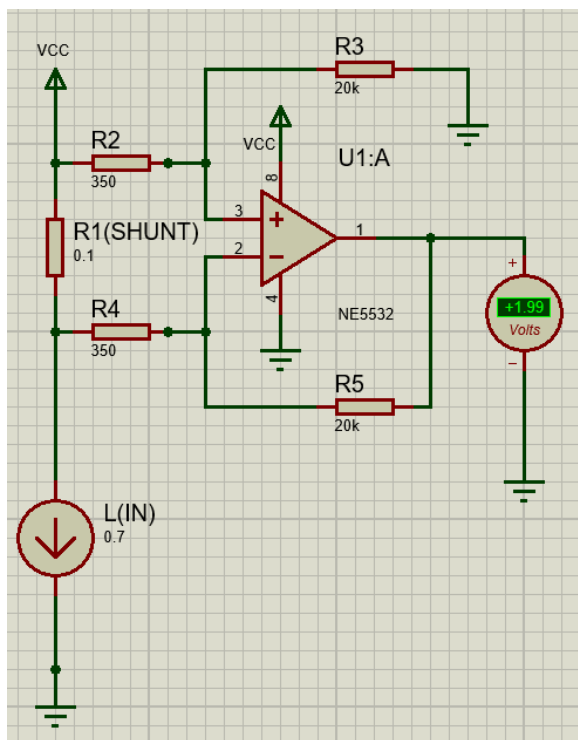 VCC
R3
20k
R2
350
VCC
8
U1:A
R1(SHUNT)
0.1
3
+
2
−
1
4
NE5532
R4
350
+
+1.99
Volts
−
R5
20k
L(IN)
0.7